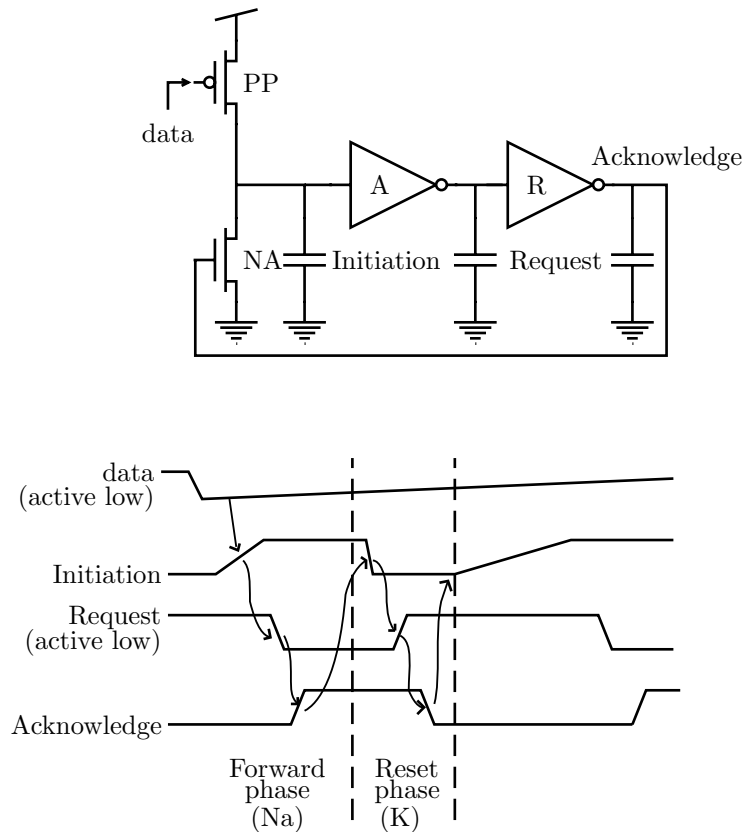 PP
data
Acknowledge
A
R
NA
Initiation
Request
data
(active low)
Initiation
Request
(active low)
Acknowledge
Forward
phase
(Na)
Reset
phase
(K)